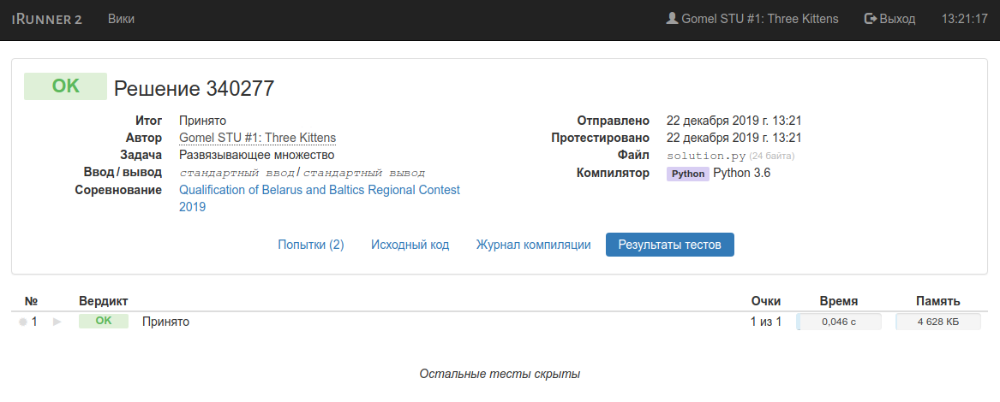 iRunner 2 Вики Gomel STU #1: Three Kittens Выход 13:21:17
OK Решение 340277
Итог Принято Отправлено 22 декабря 2019 г. 13:21
Автор Gomel STU #1: Three Kittens Протестировано 22 декабря 2019 г. 13:21
Задача Развязывающее множество Файл solution.py (24 байта)
Ввод / вывод стандартный ввод / стандартный вывод Компилятор Python Python 3.6
Соревнование Qualification of Belarus and Baltics Regional Contest
2019
Попытки (2) Исходный код Журнал компиляции Результаты тестов
№ Вердикт Очки Время Память
1 OK Принято 1 из 1 0,046 с 4 628 КБ
Остальные тесты скрыты